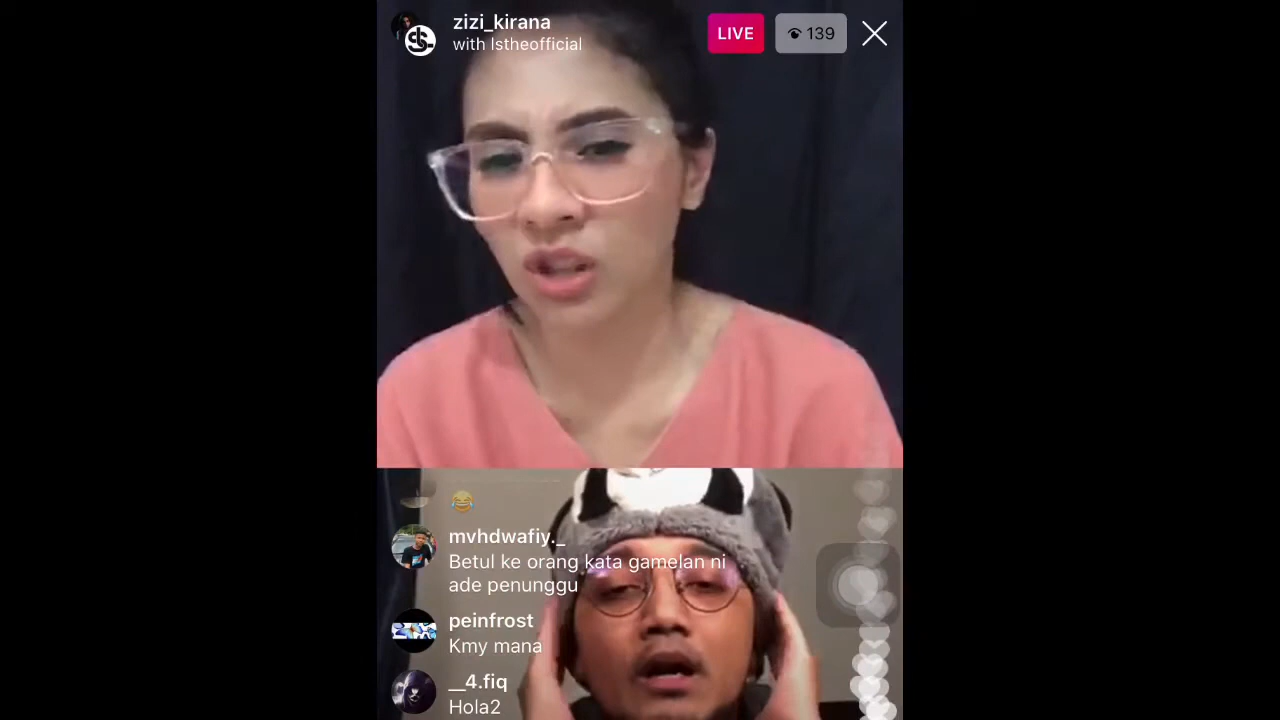 zizi_kirana
with lstheofficial
LIVE
139
😂
mvhdwafiy._
Betul ke orang kata gamelan ni
ade penunggu
peinfrost
Kmy mana
__4.fiq
Hola2